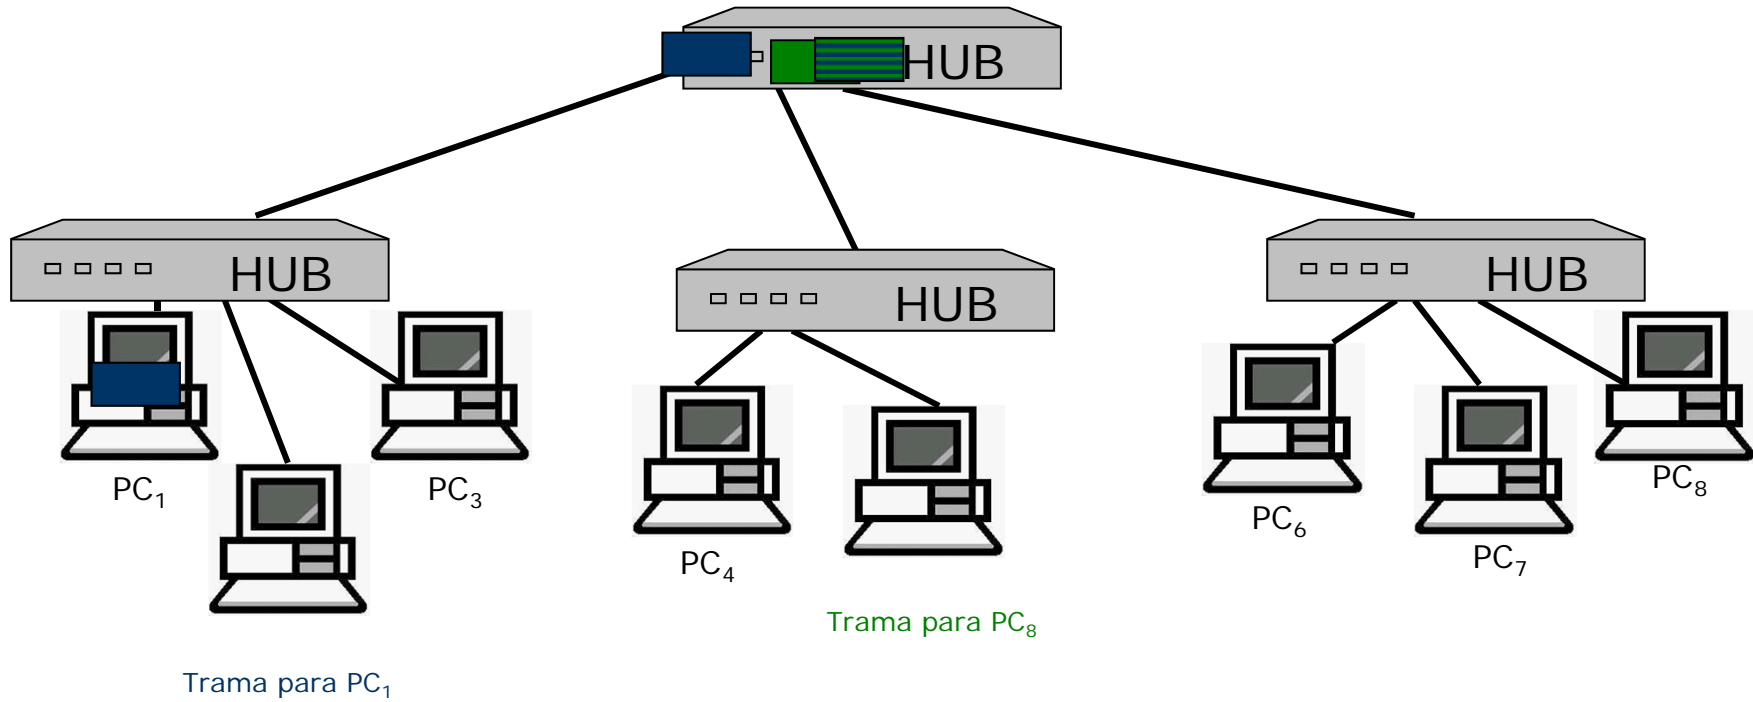 HUB
HUB
HUB
HUB
PC₁
PC₃
PC₄
PC₆
PC₇
PC₈
Trama para PC₈
Trama para PC₁